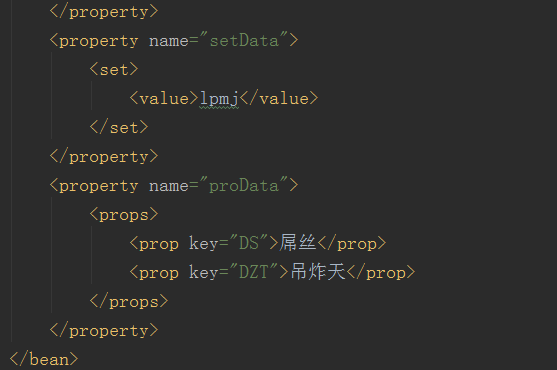 </property>
<property name="setData">
<set>
<value>lpmj</value>
</set>
</property>
<property name="proData">
<props>
<prop key="DS">屌丝</prop>
<prop key="DZT">吊炸天</prop>
</props>
</property>
</bean>